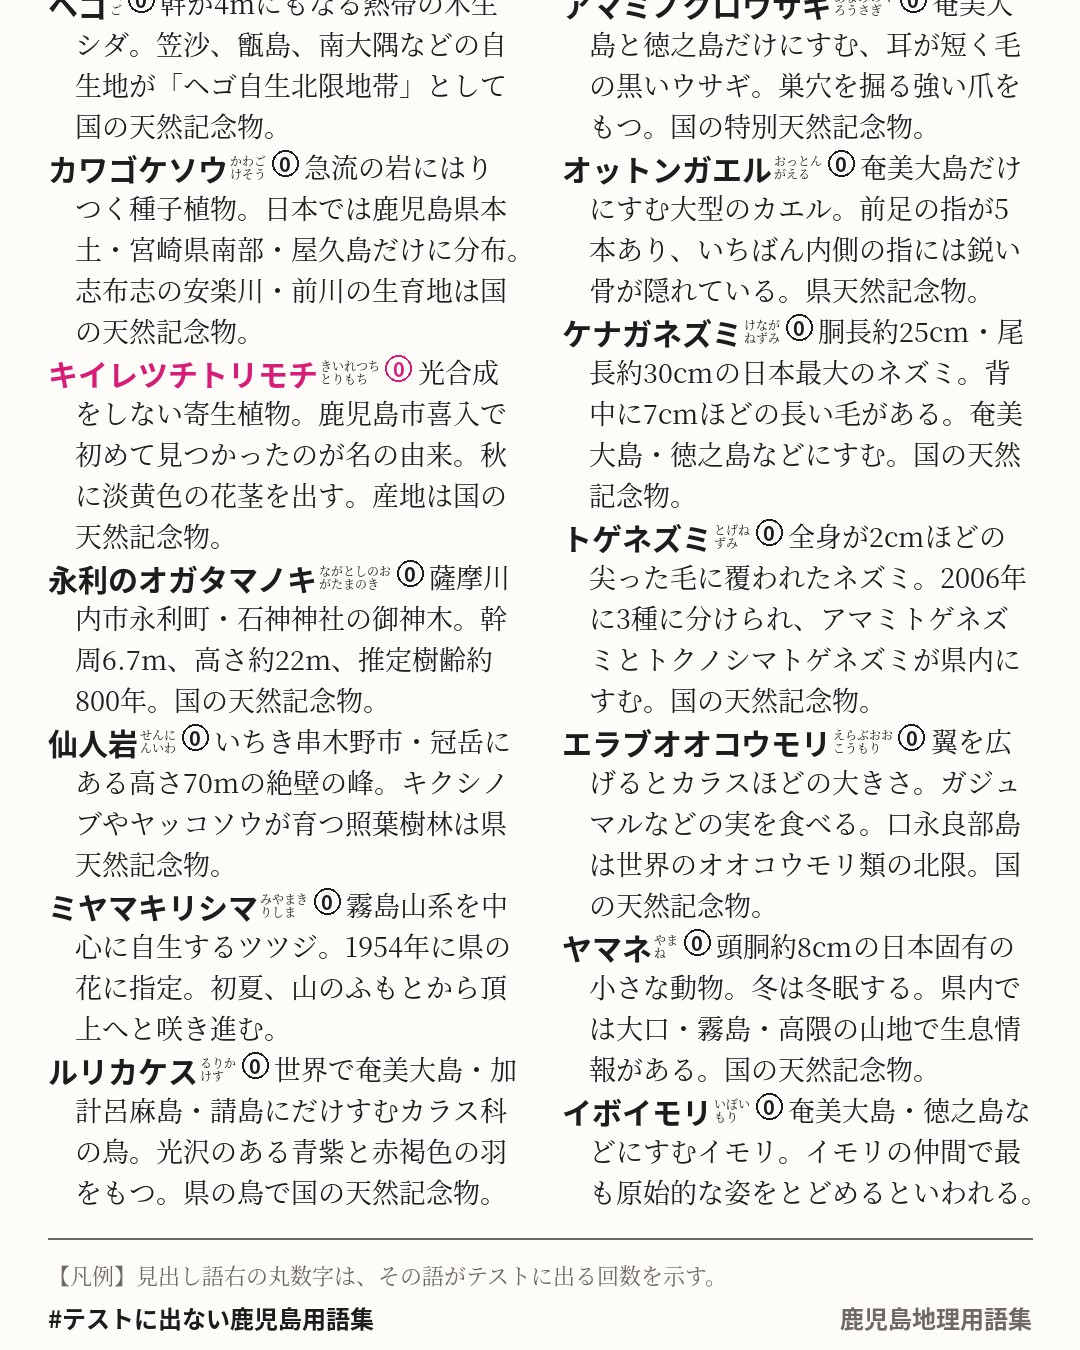 ヘゴ ご ⓪ 幹が4mにもなる熱帯の木生
シダ。笠沙、甑島、南大隅などの自
生地が「ヘゴ自生北限地帯」として
国の天然記念物。
カワゴケソウ かわごけそう ⓪ 急流の岩にはり
つく種子植物。日本では鹿児島県本
土・宮崎県南部・屋久島だけに分布。
志布志の安楽川・前川の生育地は国
の天然記念物。
キイレツチトリモチ きいれつちとりもち ⓪ 光合成
をしない寄生植物。鹿児島市喜入で
初めて見つかったのが名の由来。秋
に淡黄色の花茎を出す。産地は国の
天然記念物。
永利のオガタマノキ ながとしのおがたまのき ⓪ 薩摩川
内市永利町・石神神社の御神木。幹
周6.7m、高さ約22m、推定樹齢約
800年。国の天然記念物。
仙人岩 せんにんいわ ⓪ いちき串木野市・冠岳に
ある高さ70mの絶壁の峰。キクシノ
ブやヤッコソウが育つ照葉樹林は県
天然記念物。
ミヤマキリシマ みやまきりしま ⓪ 霧島山系を中
心に自生するツツジ。1954年に県の
花に指定。初夏、山のふもとから頂
上へと咲き進む。
ルリカケス るりかけす ⓪ 世界で奄美大島・加
計呂麻島・請島にだけすむカラス科
の鳥。光沢のある青紫と赤褐色の羽
をもつ。県の鳥で国の天然記念物。
アマミノクロウサギ ろうさぎ ⓪ 奄美大
島と徳之島だけにすむ、耳が短く毛
の黒いウサギ。巣穴を掘る強い爪を
もつ。国の特別天然記念物。
オットンガエル おっとんがえる ⓪ 奄美大島だけ
にすむ大型のカエル。前足の指が5
本あり、いちばん内側の指には鋭い
骨が隠れている。県天然記念物。
ケナガネズミ けながねずみ ⓪ 胴長約25cm・尾
長約30cmの日本最大のネズミ。背
中に7cmほどの長い毛がある。奄美
大島・徳之島などにすむ。国の天然
記念物。
トゲネズミ とげねずみ ⓪ 全身が2cmほどの
尖った毛に覆われたネズミ。2006年
に3種に分けられ、アマミトゲネズ
ミとトクノシマトゲネズミが県内に
すむ。国の天然記念物。
エラブオオコウモリ えらぶおおこうもり ⓪ 翼を広
げるとカラスほどの大きさ。ガジュ
マルなどの実を食べる。口永良部島
は世界のオオコウモリ類の北限。国
の天然記念物。
ヤマネ やまね ⓪ 頭胴約8cmの日本固有の
小さな動物。冬は冬眠する。県内で
は大口・霧島・高隈の山地で生息情
報がある。国の天然記念物。
イボイモリ いぼいもり ⓪ 奄美大島・徳之島な
どにすむイモリ。イモリの仲間で最
も原始的な姿をとどめるといわれる。
【凡例】見出し語右の丸数字は、その語がテストに出る回数を示す。
#テストに出ない鹿児島用語集
鹿児島地理用語集